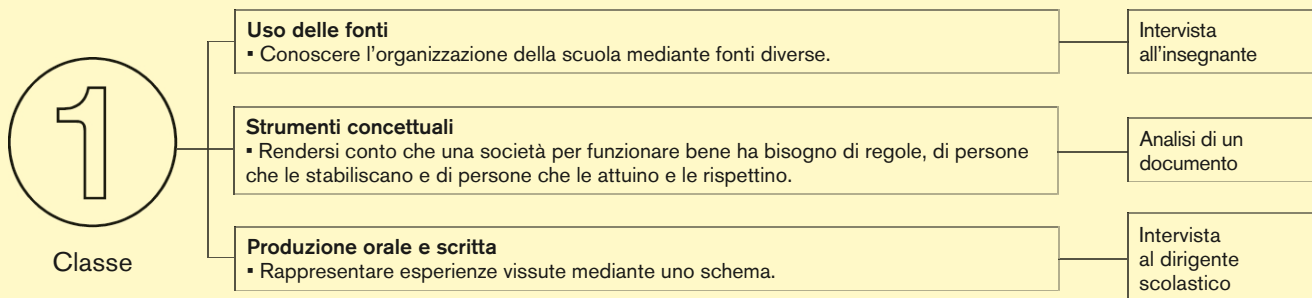 1
Classe
Uso delle fonti
▪ Conoscere l’organizzazione della scuola mediante fonti diverse.
Intervista
all’insegnante
Strumenti concettuali
▪ Rendersi conto che una società per funzionare bene ha bisogno di regole, di persone
che le stabiliscano e di persone che le attuino e le rispettino.
Analisi di un
documento
Produzione orale e scritta
▪ Rappresentare esperienze vissute mediante uno schema.
Intervista
al dirigente
scolastico